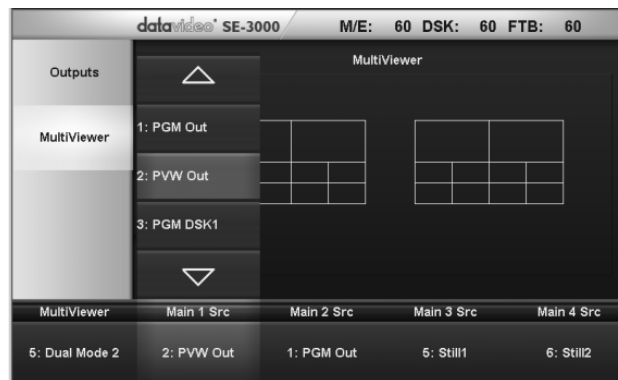 datavideo SE-3000 M/E: 60 DSK: 60 FTB: 60
Outputs
MultiViewer
MultiViewer
1: PGM Out
2: PVW Out
3: PGM DSK1
MultiViewer Main 1 Src Main 2 Src Main 3 Src Main 4 Src
5: Dual Mode 2 2: PVW Out 1: PGM Out 5: Still1 6: Still2